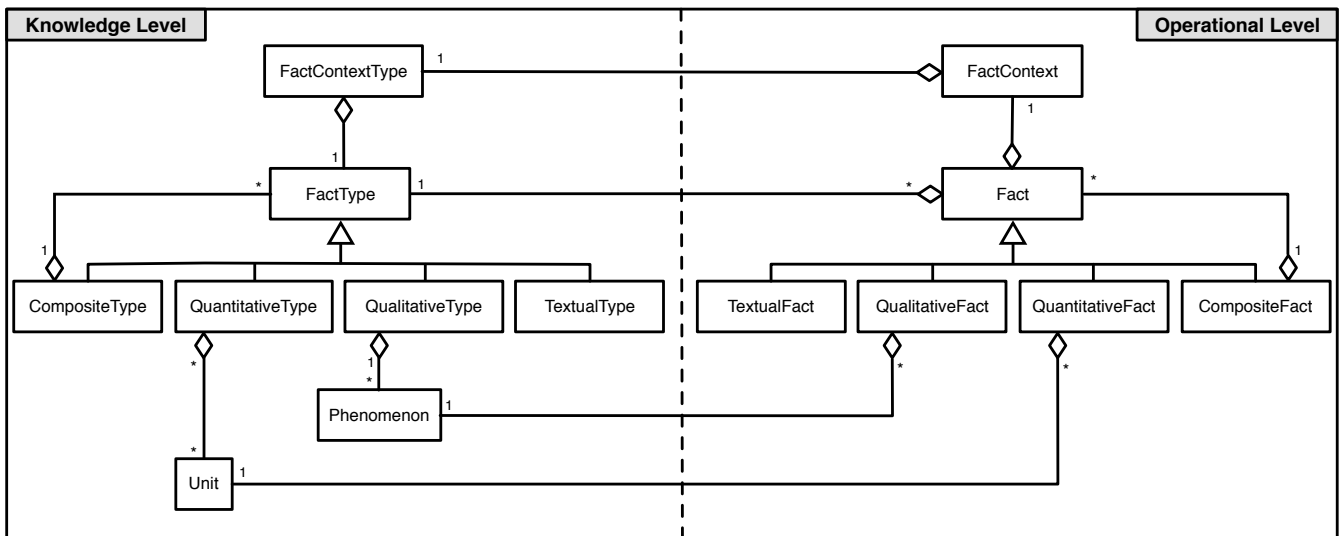 Knowledge Level
Operational Level
FactContextType
1
FactContext
1
1
*
FactType
1
*
Fact
*
1
1
CompositeType
QuantitativeType
QualitativeType
TextualType
TextualFact
QualitativeFact
QuantitativeFact
CompositeFact
*
1
*
*
*
Phenomenon
1
*
Unit
1